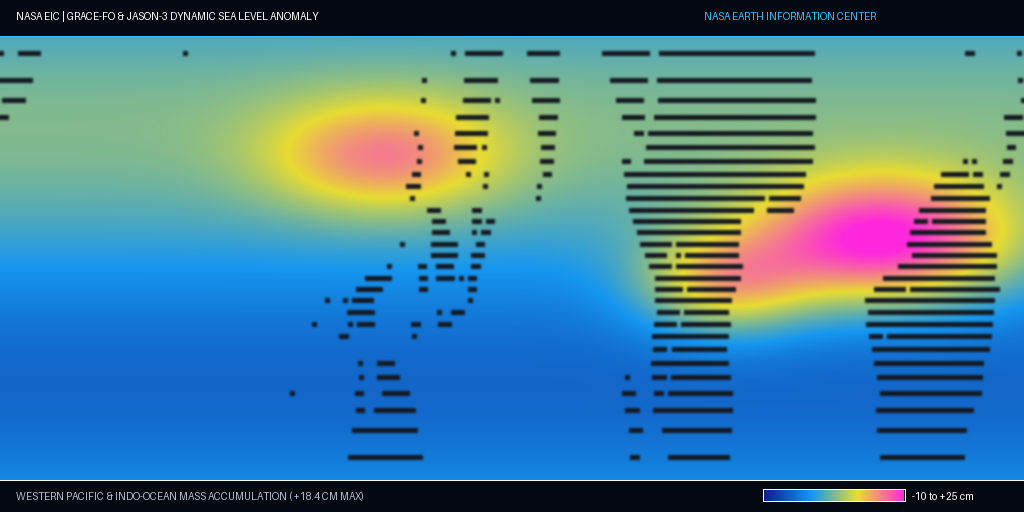 NASA EIC | GRACE-FO & JASON-3 DYNAMIC SEA LEVEL ANOMALY
NASA EARTH INFORMATION CENTER
WESTERN PACIFIC & INDO-OCEAN MASS ACCUMULATION (+18.4 CM MAX)
-10 to +25 cm